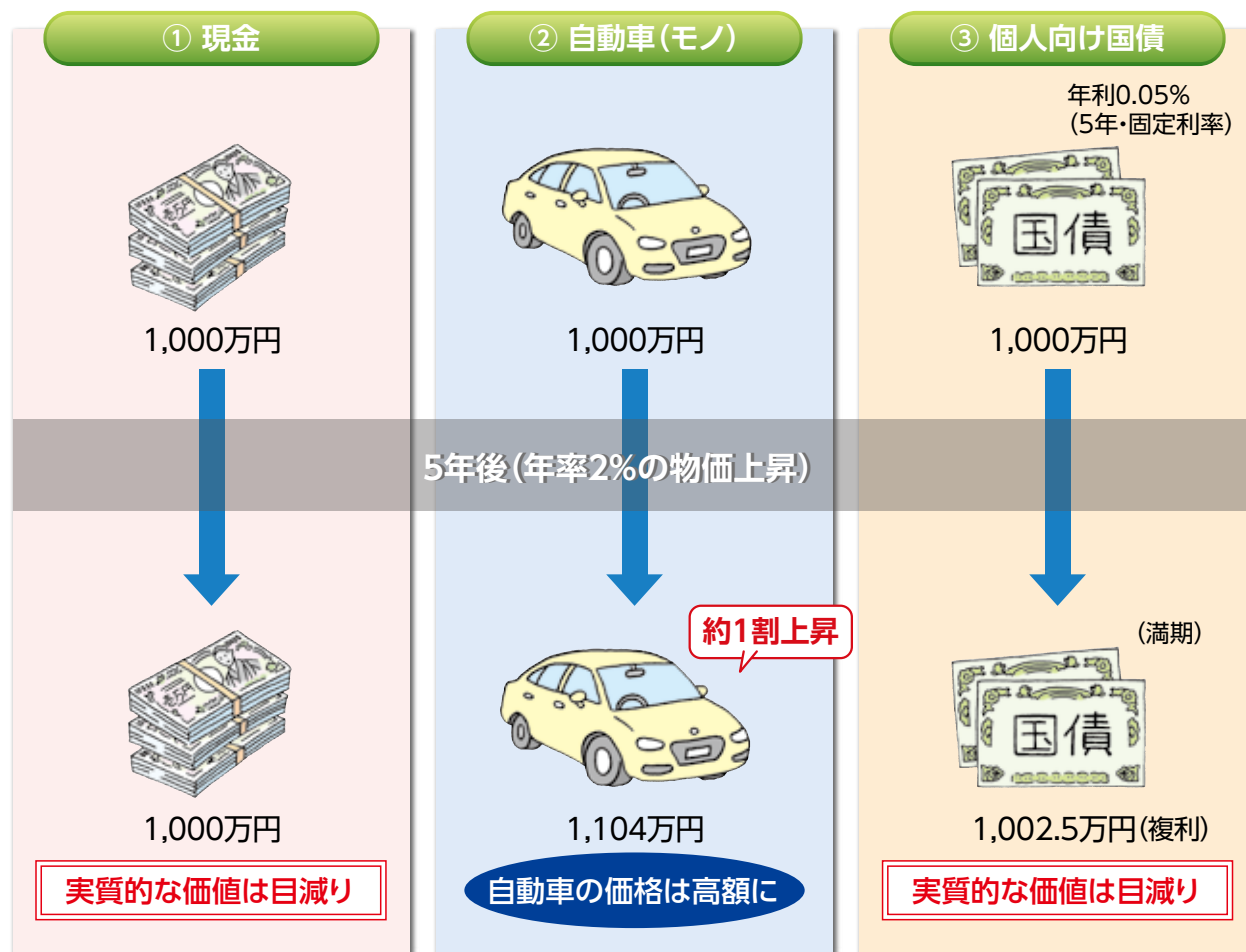 ① 現金
② 自動車（モノ）
③ 個人向け国債
年利0.05%
（5年・固定利率）
国債
1,000万円
1,000万円
1,000万円
5年後（年率2%の物価上昇）
約1割上昇
（満期）
国債
1,000万円
1,104万円
1,002.5万円（複利）
実質的な価値は目減り
自動車の価格は高額に
実質的な価値は目減り